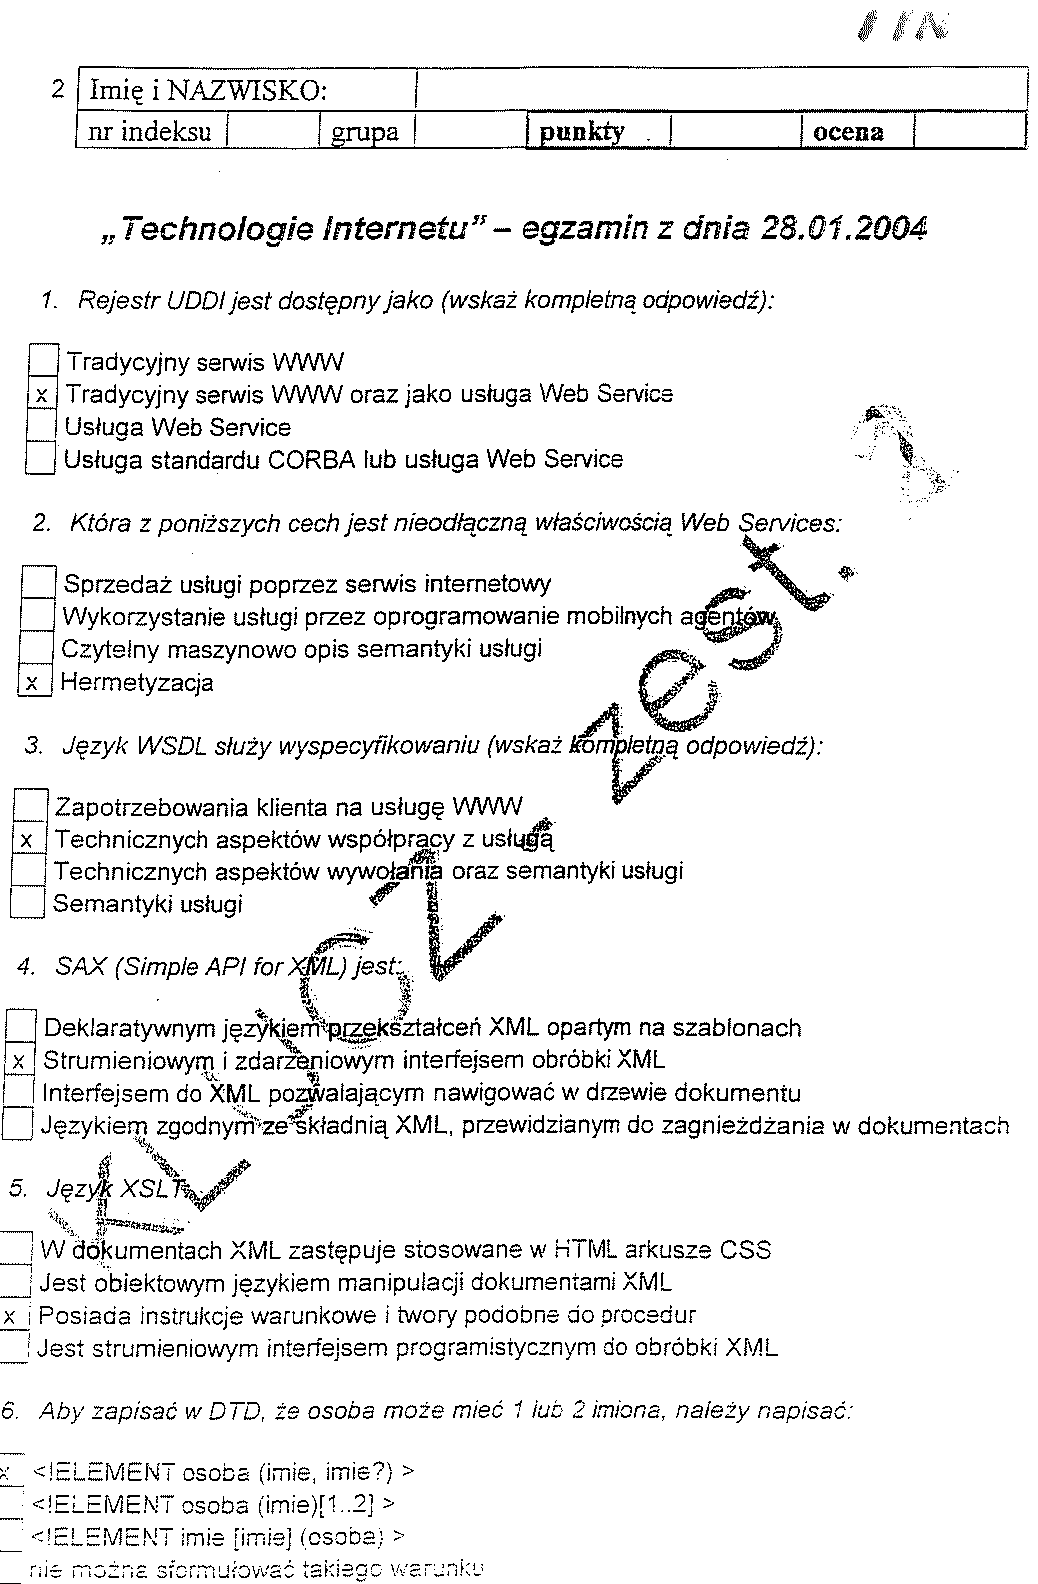 2 Imię i NAZWISKO:
nr indeksu grupa punkty ocena
„Technologie Internetu” – egzamin z dnia 28.01.2004
1. Rejestr UDDI jest dostępny jako (wskaż kompletną odpowiedź):
Tradycyjny serwis WWW
x Tradycyjny serwis WWW oraz jako usługa Web Service
Usługa Web Service
Usługa standardu CORBA lub usługa Web Service
2. Która z poniższych cech jest nieodłączną właściwością Web Services:
Sprzedaż usługi poprzez serwis internetowy
Wykorzystanie usługi przez oprogramowanie mobilnych agentów
Czytelny maszynowo opis semantyki usługi
x Hermetyzacja
3. Język WSDL służy wyspecyfikowaniu (wskaż kompletną odpowiedź):
Zapotrzebowania klienta na usługę WWW
x Technicznych aspektów współpracy z usługą
Technicznych aspektów wywołania oraz semantyki usługi
Semantyki usługi
4. SAX (Simple API for XML) jest:
Deklaratywnym językiem przekształceń XML opartym na szablonach
x Strumieniowym i zdarzeniowym interfejsem obróbki XML
Interfejsem do XML pozwalającym nawigować w drzewie dokumentu
Językiem zgodnym ze składnią XML, przewidzianym do zagnieżdżania w dokumentach
5. Język XSLT
W dokumentach XML zastępuje stosowane w HTML arkusze CSS
Jest obiektowym językiem manipulacji dokumentami XML
x Posiada instrukcje warunkowe i twory podobne do procedur
Jest strumieniowym interfejsem programistycznym do obróbki XML
6. Aby zapisać w DTD, że osoba może mieć 1 lub 2 imiona, należy napisać:
x <!ELEMENT osoba (imie, imie?) >
<!ELEMENT osoba (imie)[1..2] >
<!ELEMENT imie [imie] (osoba) >
nie można sformułować takiego warunku
KLUCZ zest. 2